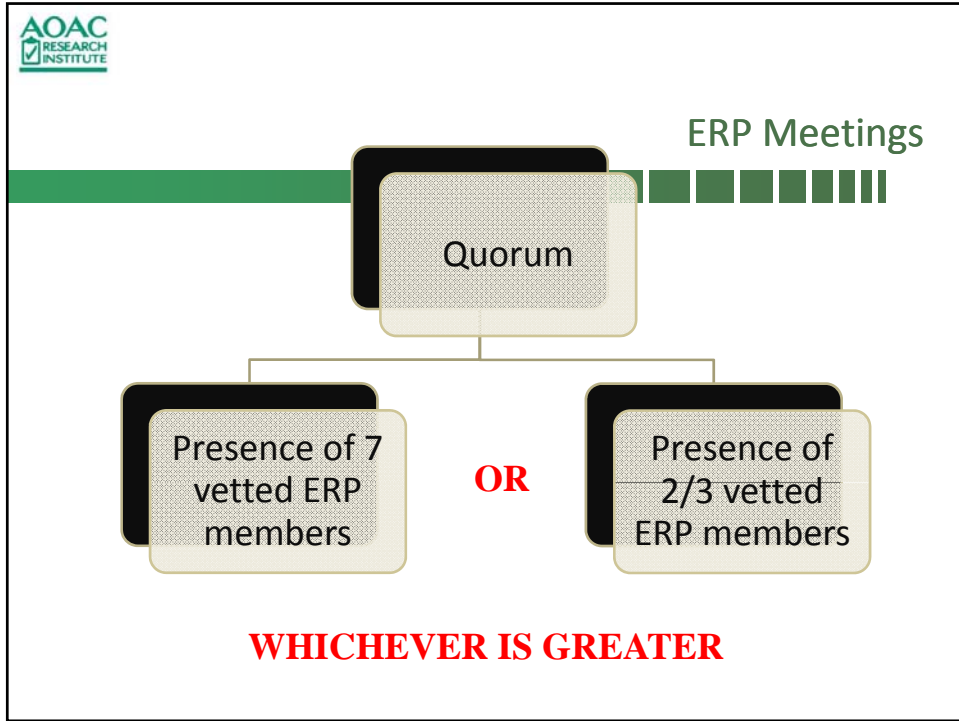 AOAC
RESEARCH
INSTITUTE
ERP Meetings
Quorum
Presence of 7
vetted ERP
members
OR
Presence of
2/3 vetted
ERP members
WHICHEVER IS GREATER